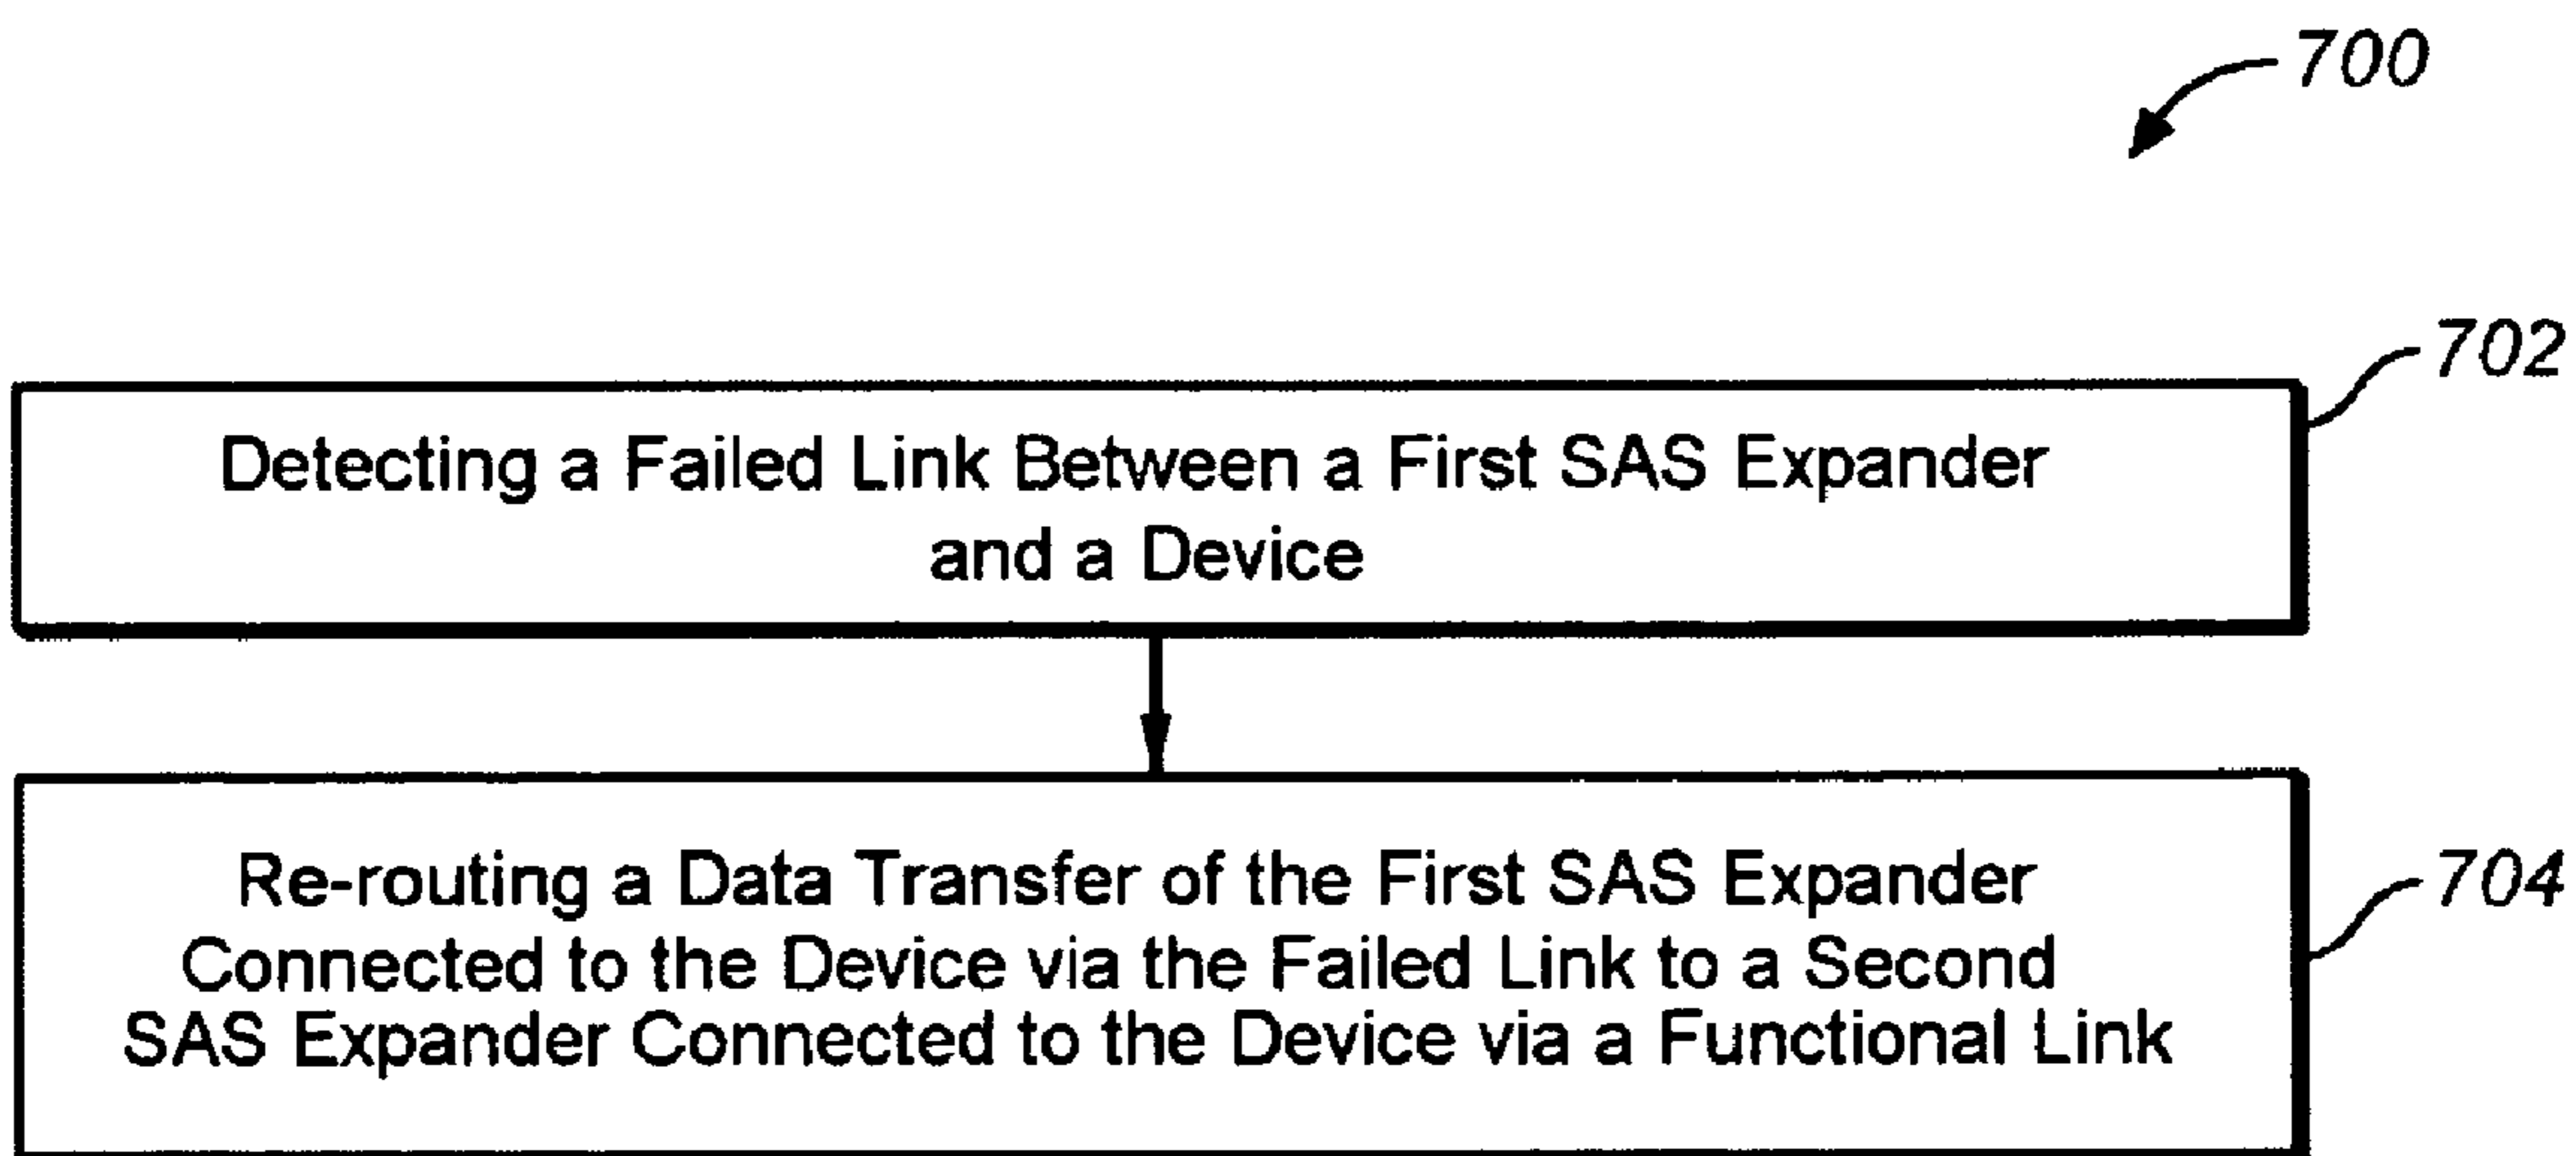 700
702
Detecting a Failed Link Between a First SAS Expander
and a Device
Re-routing a Data Transfer of the First SAS Expander
704
Connected to the Device via the Failed Link to a Second
SAS Expander Connected to the Device via a Functional Link